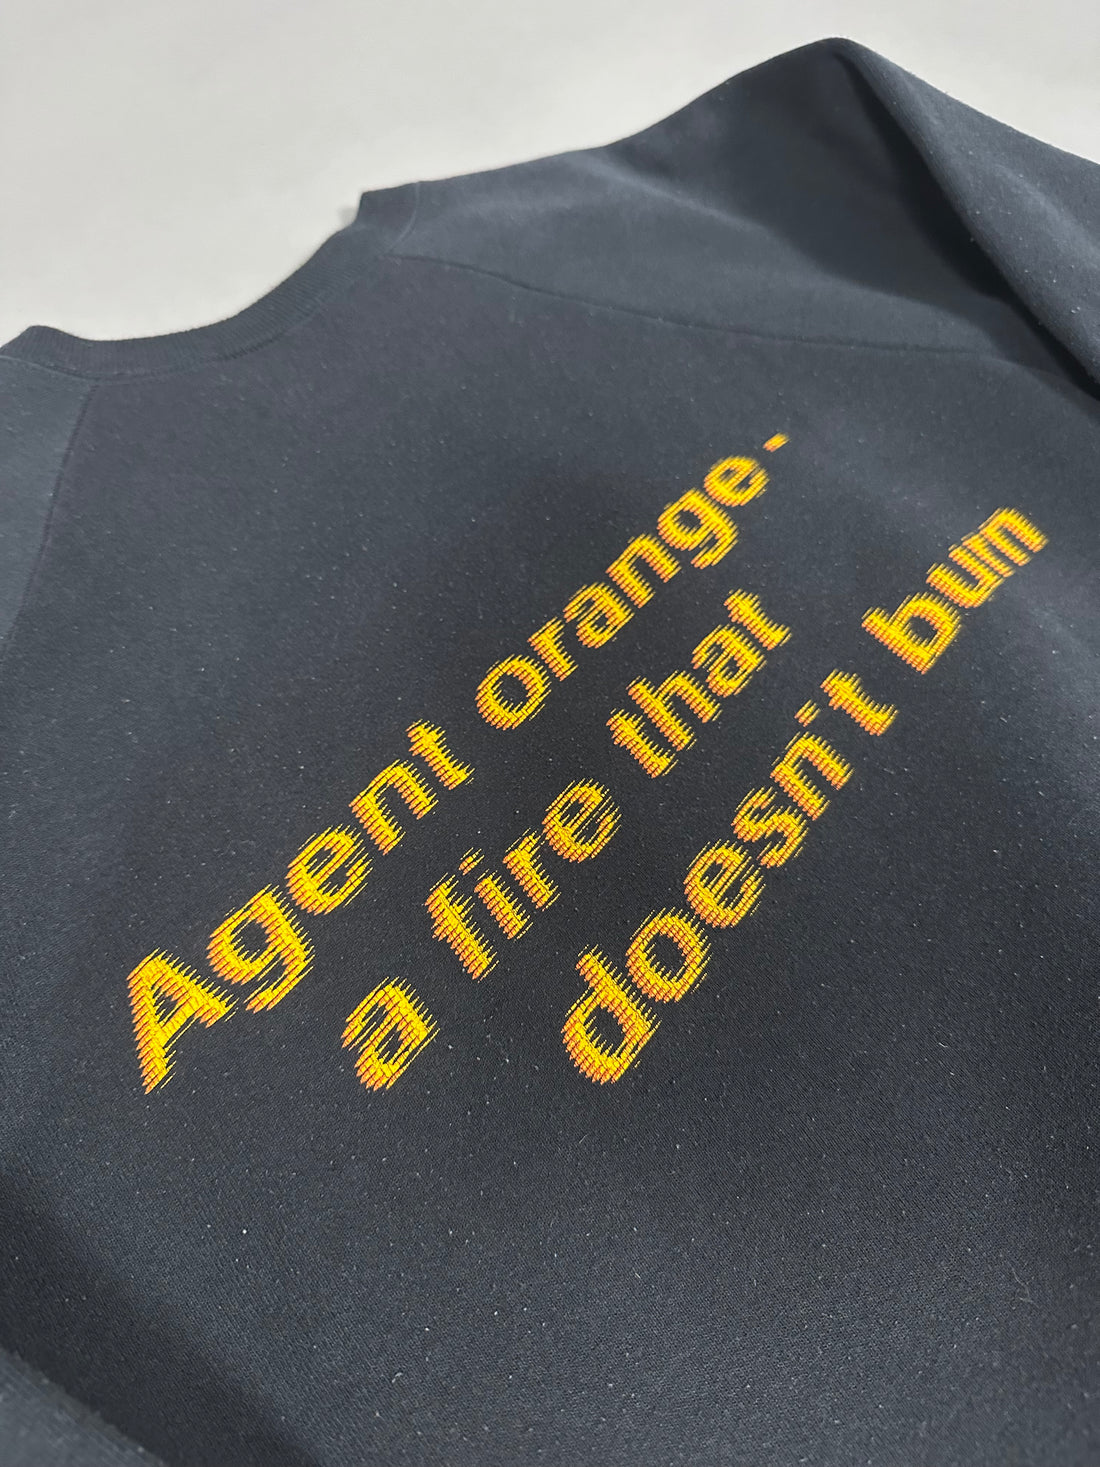 Agent orange-
a fire that
doesn't burn